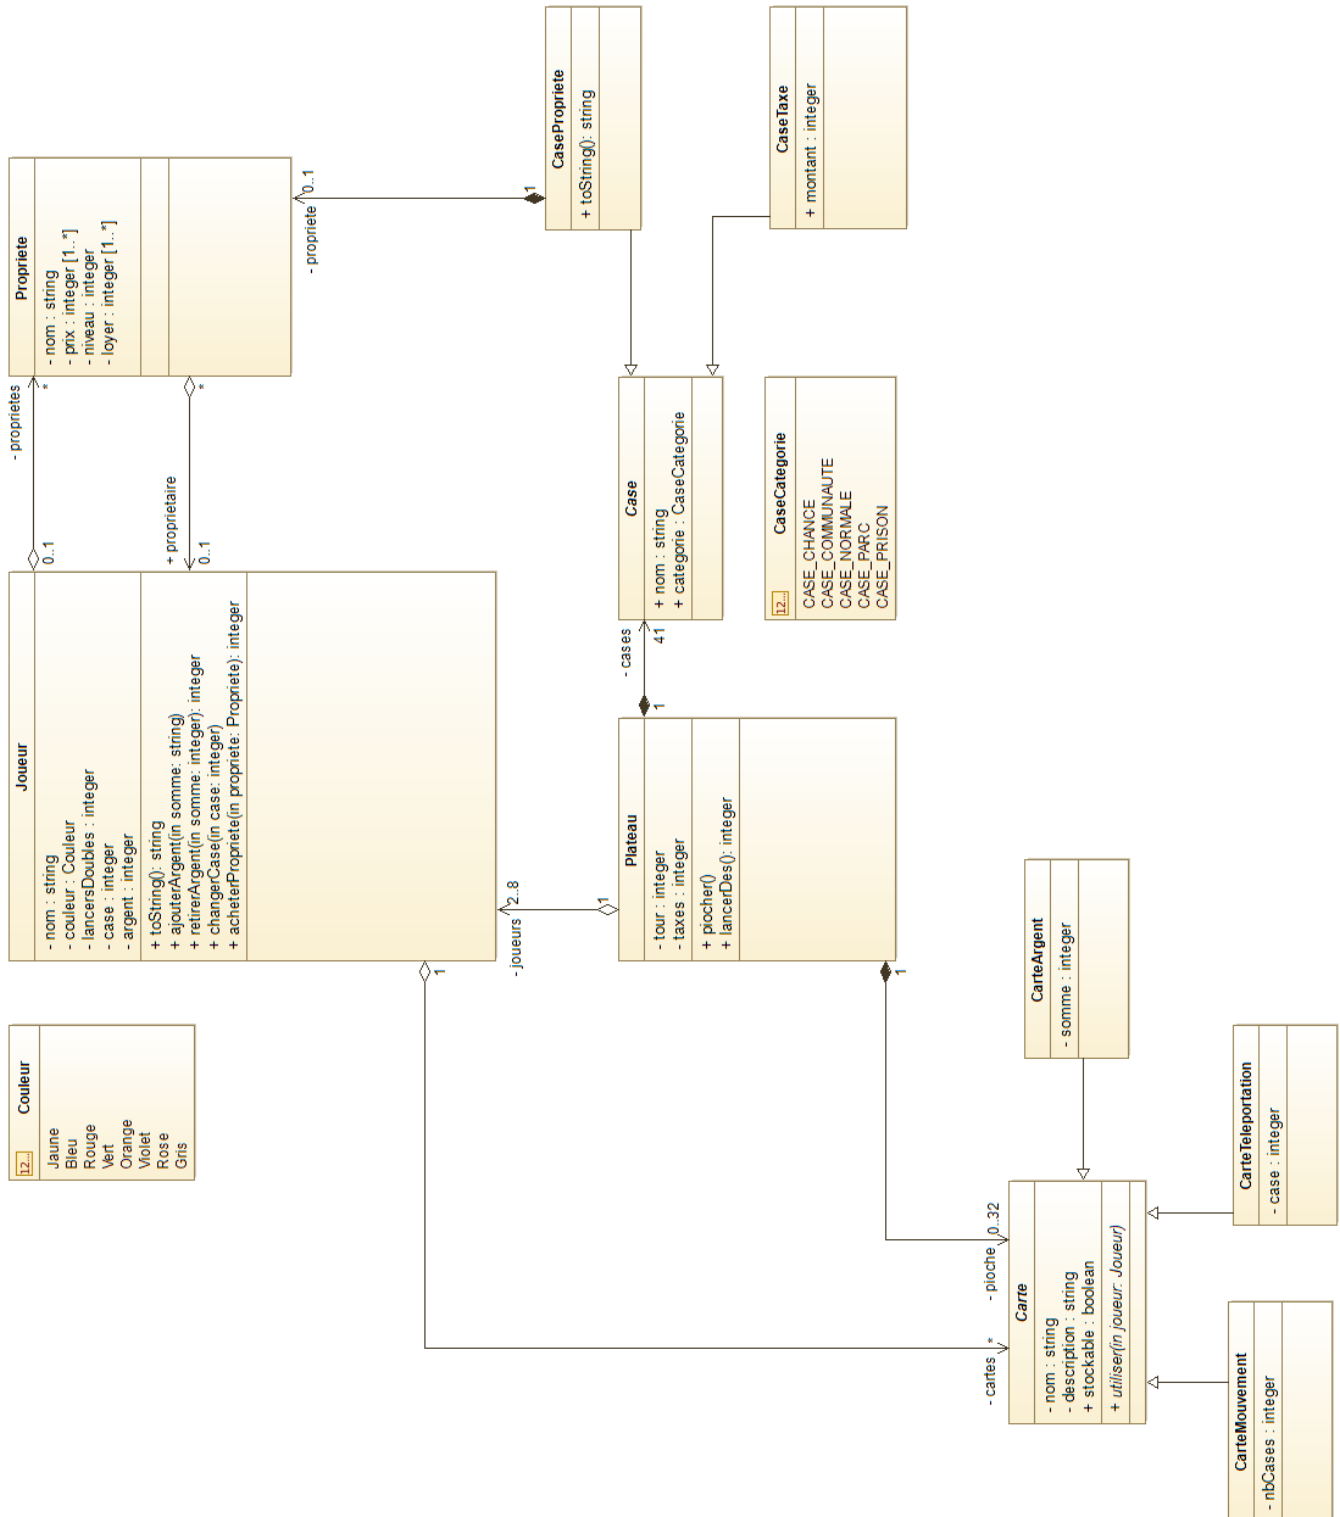 12...
Couleur
Jaune
Bleu
Rouge
Vert
Orange
Violet
Rose
Gris
Joueur
- nom : string
- couleur : Couleur
- lancersDoubles : integer
- case : integer
- argent : integer
+ toString(): string
+ ajouterArgent(in somme: string)
+ retirerArgent(in somme: integer): integer
+ changerCase(in case: integer)
+ acheterPropriete(in propriete: Propriete): integer
0..1
- proprietes
*
+ proprietaire
0..1
*
Propriete
- nom : string
- prix : integer [1..*]
- niveau : integer
- loyer : integer [1..*]
- propriete
0..1
1
CasePropriete
+ toString(): string
CaseTaxe
+ montant : integer
Case
+ nom : string
+ categorie : CaseCategorie
12...
CaseCategorie
CASE_CHANCE
CASE_COMMUNAUTE
CASE_NORMALE
CASE_PARC
CASE_PRISON
- cases
41
1
Plateau
- tour : integer
- taxes : integer
+ piocher()
+ lancerDes(): integer
1
- joueurs
2..8
1
1
- cartes
*
- pioche
0..32
Carte
- nom : string
- description : string
+ stockable : boolean
+ utiliser(in joueur: Joueur)
CarteArgent
- somme : integer
CarteTeleportation
- case : integer
CarteMouvement
- nbCases : integer